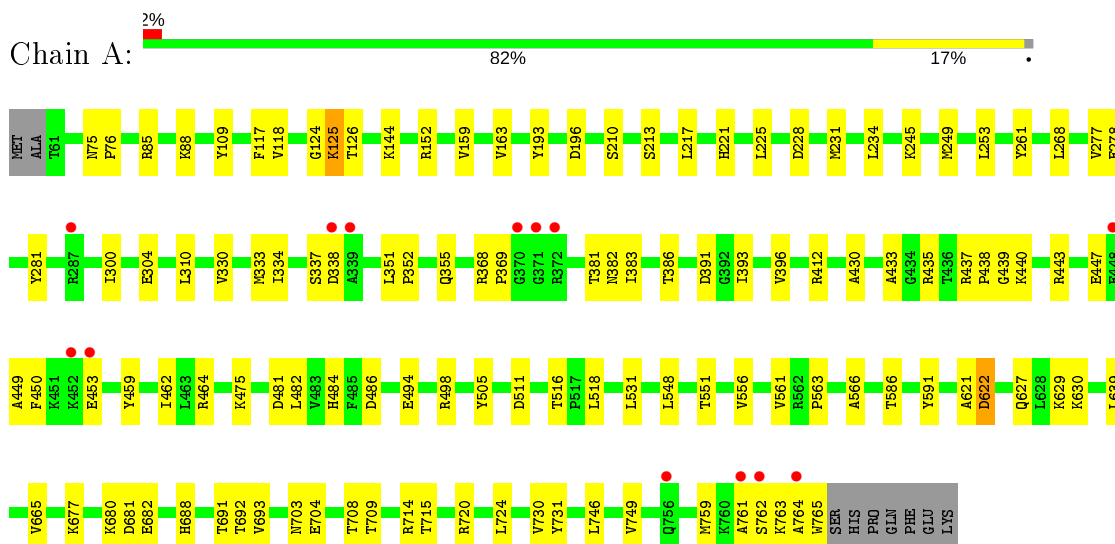 2%
Chain A:
82% 17% •
MET ALA T61 N75 P76 R85 K88 Y109 F117 V118 G124 K125 T126 K144 R152 V159 V163 Y193 D196 S210 S213 L217 H221 L225 D228 M231 L234 K245 M249 L253 Y261 L268 V277
Y281 R287 I300 E304 L310 V330 M333 I334 S337 D338 A339 L351 P352 Q355 R368 P369 G370 G371 R372 T381 N382 I383 T386 D391 G392 I393 V396 R412 A430 A433 G434 R435 T436 R437 P438 G439 K440 R443 E447
A449 F450 K451 K452 E453 Y459 I462 L463 R464 K475 D481 L482 V483 H484 F485 D486 E494 R498 Y505 D511 T516 P517 L518 L531 L548 T551 V556 V561 R562 P563 A566 T586 Y591 A621 D622 Q627 L628 K629 K630 L639
V665 K677 K680 D681 E682 H688 T691 T692 V693 N703 E704 T708 T709 R714 T715 R720 L724 V730 Y731 L746 V749 Q756 M759 K760 A761 S762 K763 A764 W765 SER HIS PRO GLN PHE GLU LYS